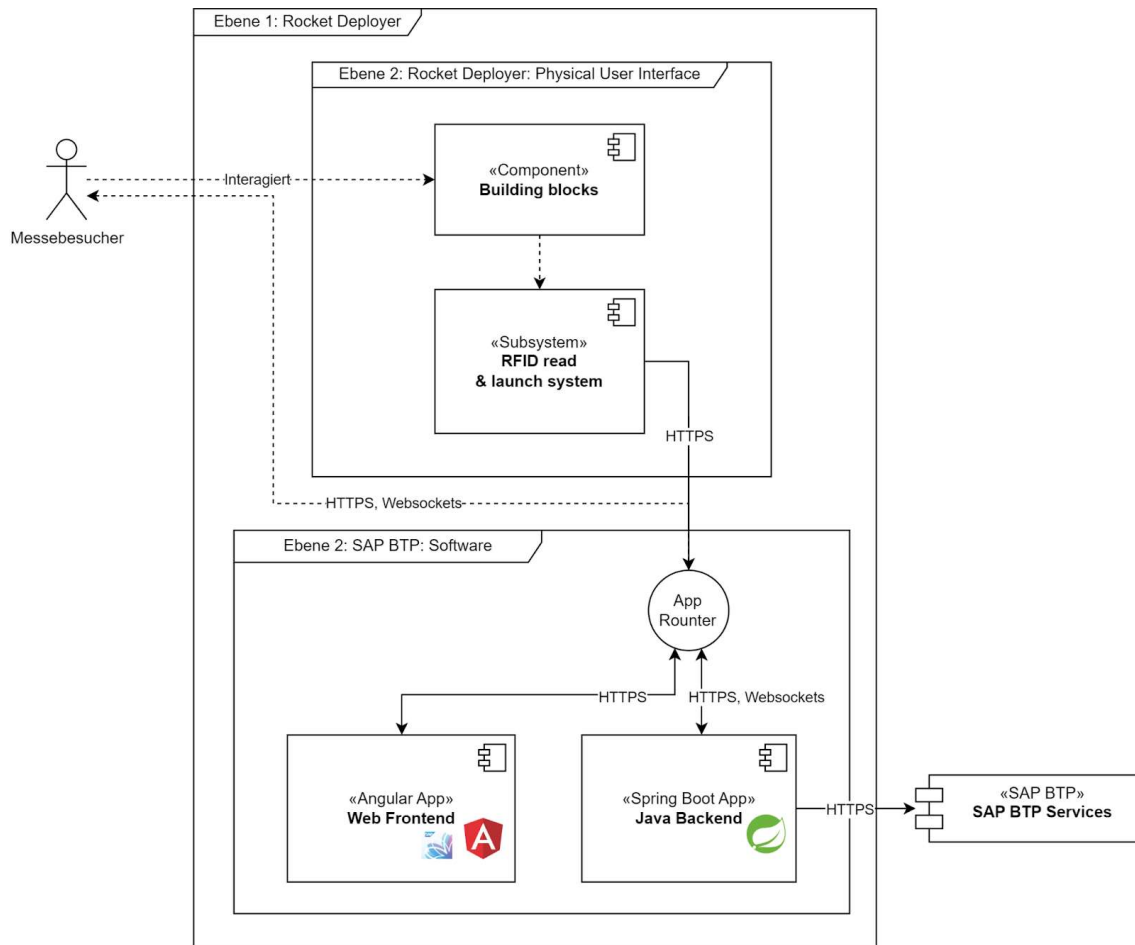 Ebene 1: Rocket Deployer
Ebene 2: Rocket Deployer: Physical User Interface
«Component»
Building blocks
Interagiert
Messebesucher
«Subsystem»
RFID read
& launch system
HTTPS
HTTPS, Websockets
Ebene 2: SAP BTP: Software
App
Rounter
HTTPS
HTTPS, Websockets
«Angular App»
Web Frontend
A
«Spring Boot App»
Java Backend
HTTPS
«SAP BTP»
SAP BTP Services